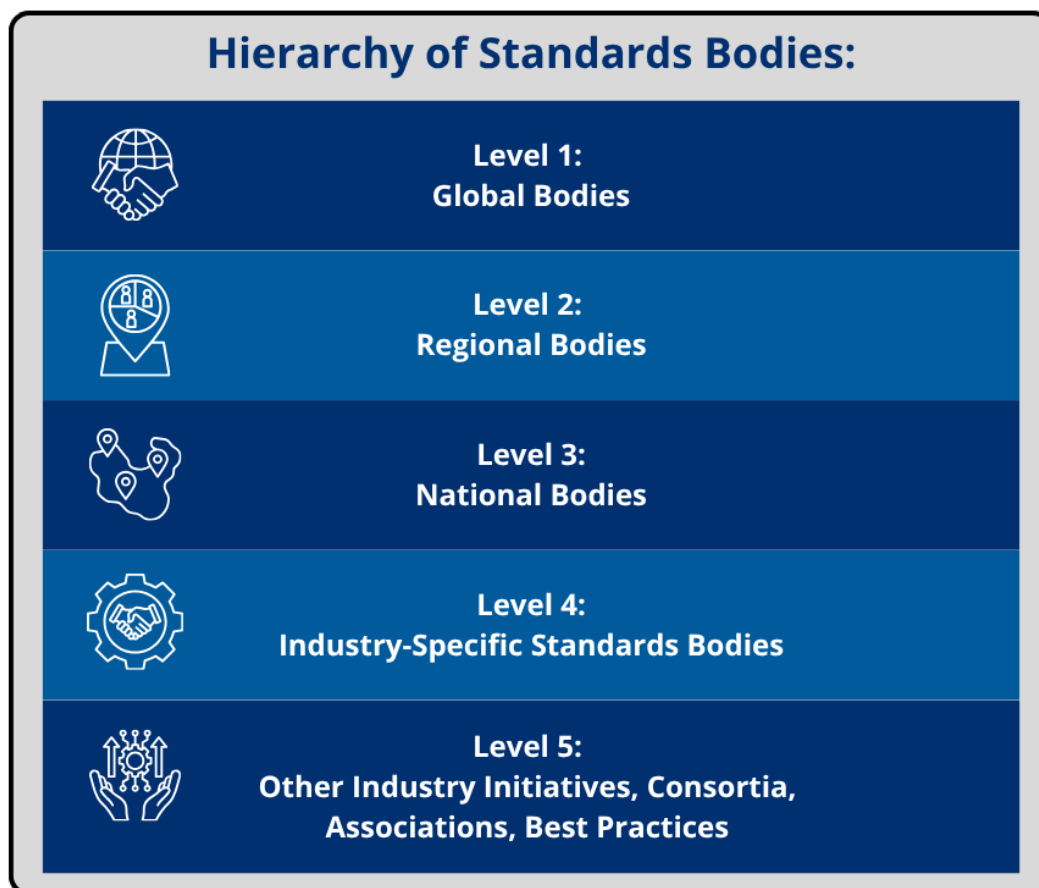 Hierarchy of Standards Bodies:
Level 1:
Global Bodies
Level 2:
Regional Bodies
Level 3:
National Bodies
Level 4:
Industry-Specific Standards Bodies
Level 5:
Other Industry Initiatives, Consortia,
Associations, Best Practices